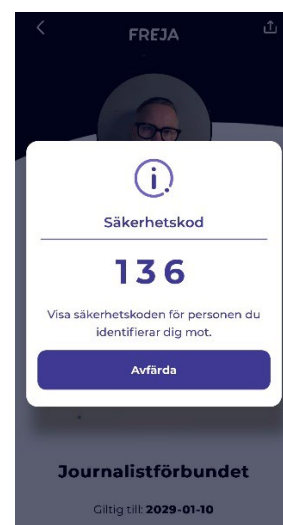 FREJA
Säkerhetskod
136
Visa säkerhetskoden för personen du
identifierar dig mot.
Avfärda
Journalistförbundet
Giltig till: 2029-01-10